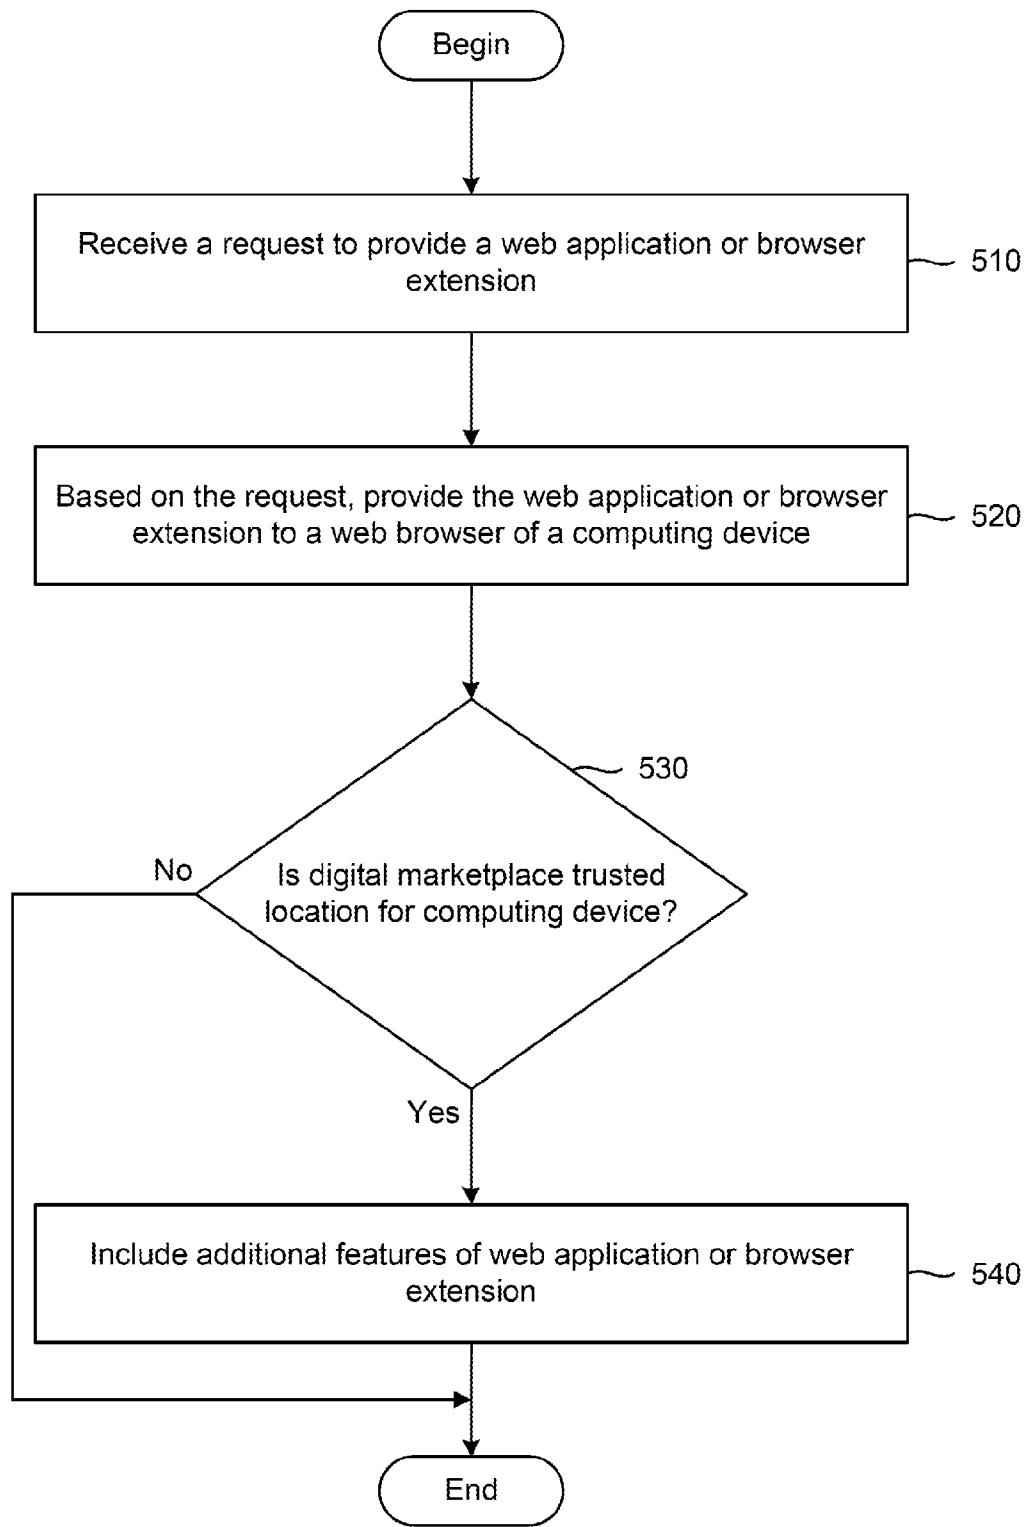 Begin
Receive a request to provide a web application or browser
extension
510
Based on the request, provide the web application or browser
extension to a web browser of a computing device
520
530
Is digital marketplace trusted
location for computing device?
No
Yes
Include additional features of web application or browser
extension
540
End